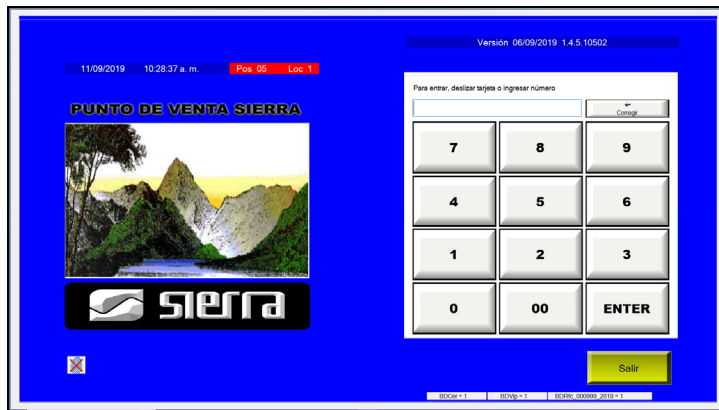 Versión 06/09/2019 1.4.5.10502
11/09/2019 10:28:37 a. m. Pos 05 Loc 1
PUNTO DE VENTA SIERRA
sierra
Para entrar, deslizar tarjeta o ingresar número
Corregir
7 8 9
4 5 6
1 2 3
0 00 ENTER
Salir
BDCer = 1 BDVip = 1 BDRfc_000999_2019 = 1